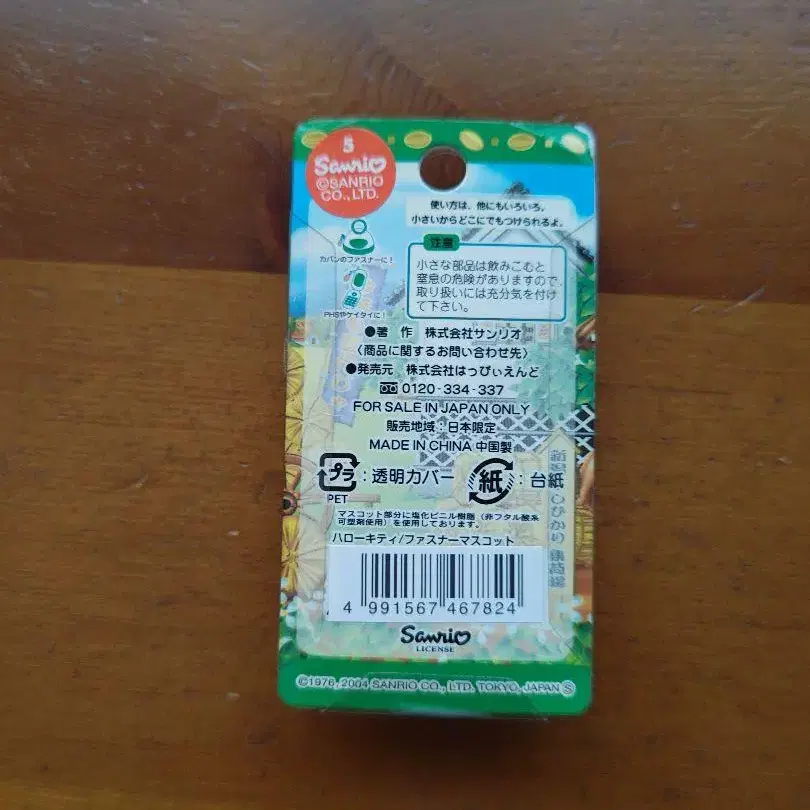 5
Sanrio
©SANRIO
CO., LTD.
使い方は、他にもいろいろ。
小さいからどこにでもつけられるよ。
カバンのファスナーに!
PHSやケイタイに!
注意
小さな部品は飲みこむと
窒息の危険がありますので、
取り扱いには充分気を付け
て下さい。
●著 作 株式会社サンリオ
〈商品に関するお問い合わせ先〉
●発売元 株式会社はっぴぃえんど
0120-334-337
FOR SALE IN JAPAN ONLY
販売地域:日本限定
MADE IN CHINA 中国製
プラ:透明カバー 紙:台紙
PET
マスコット部分に塩化ビニル樹脂(非フタル酸系
可塑剤使用)を使用しております。
ハローキティ/ファスナーマスコット
4 991567 467824
Sanrio
LICENSE
©1976, 2004 SANRIO CO., LTD. TOKYO, JAPAN Ⓢ